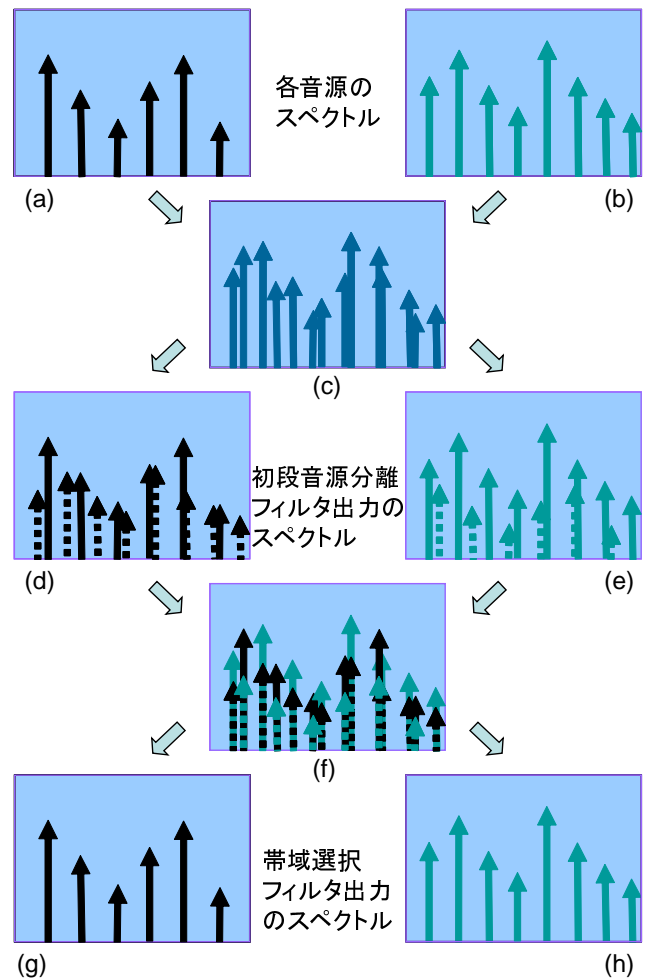 各音源の
スペクトル
(a)
(b)
(c)
初段音源分離
フィルタ出力の
スペクトル
(d)
(e)
(f)
帯域選択
フィルタ出力
のスペクトル
(g)
(h)